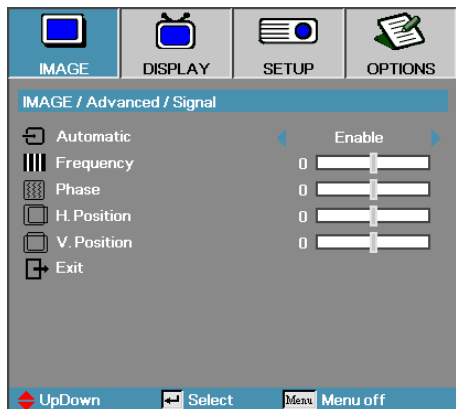 IMAGE DISPLAY SETUP OPTIONS
IMAGE / Advanced / Signal
Automatic Enable
Frequency 0
Phase 0
H. Position 0
V. Position 0
Exit
UpDown Select Menu Menu off